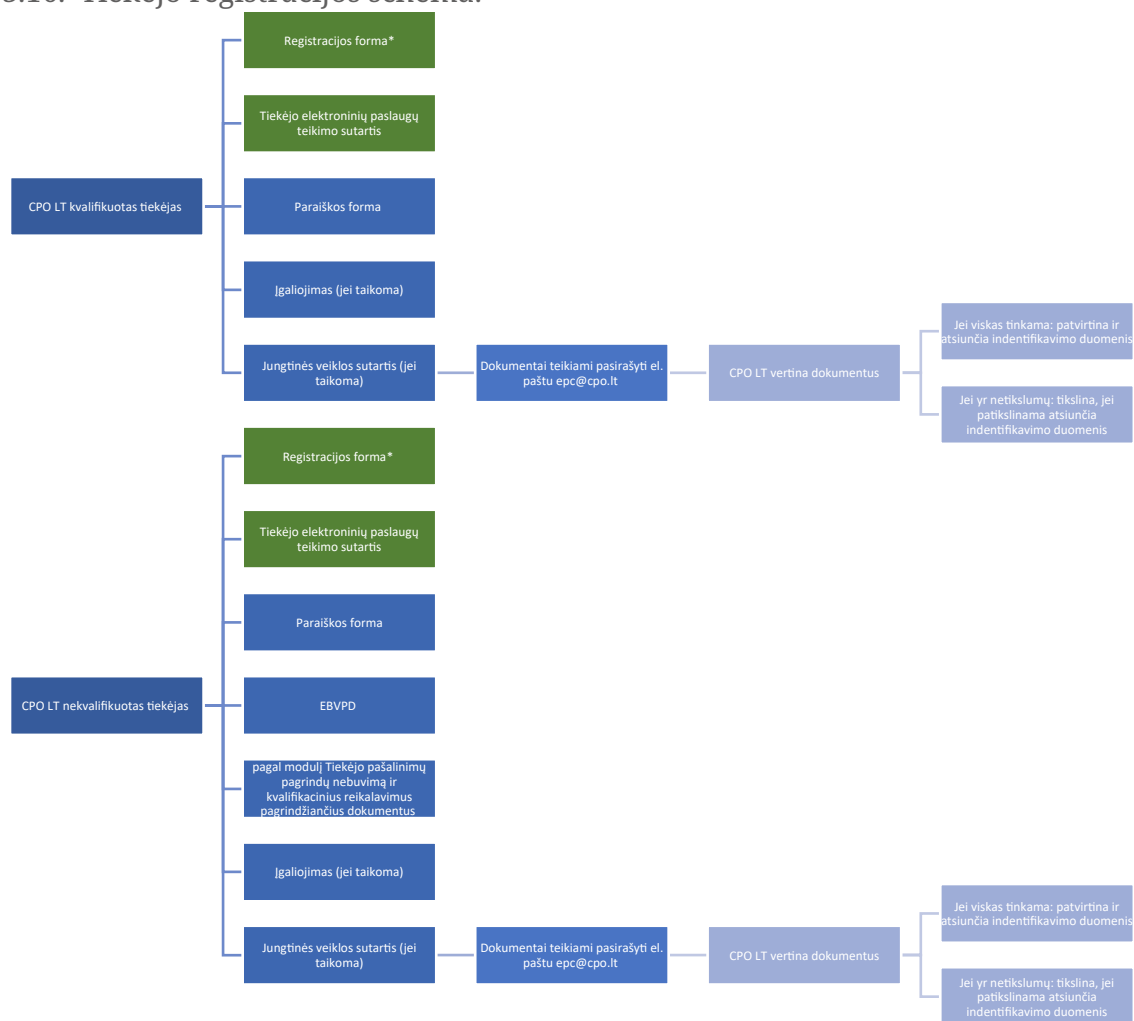 Registracijos forma*
Tiekėjo elektroninių paslaugų
teikimo sutartis
CPO LT kvalifikuotas tiekėjas
Paraiškos forma
Įgaliojimas (jei taikoma)
Jungtinės veiklos sutartis (jei
taikoma)
Dokumentai teikiami pasirašyti el.
paštu epc@cpo.lt
CPO LT vertina dokumentus
Jei viskas tinkama: patvirtina ir
atsiunčia indentifikavimo duomenis
Jei yr netikslumų: tikslina, jei
patikslinama atsiunčia
indentifikavimo duomenis
Registracijos forma*
Tiekėjo elektroninių paslaugų
teikimo sutartis
Paraiškos forma
CPO LT nekvalifikuotas tiekėjas
EBVPD
pagal modulį Tiekėjo pašalinimų
pagrindų nebuvimą ir
kvalifikacinius reikalavimus
pagrindžiančius dokumentus
Įgaliojimas (jei taikoma)
Jungtinės veiklos sutartis (jei
taikoma)
Dokumentai teikiami pasirašyti el.
paštu epc@cpo.lt
CPO LT vertina dokumentus
Jei viskas tinkama: patvirtina ir
atsiunčia indentifikavimo duomenis
Jei yr netikslumų: tikslina, jei
patikslinama atsiunčia
indentifikavimo duomenis